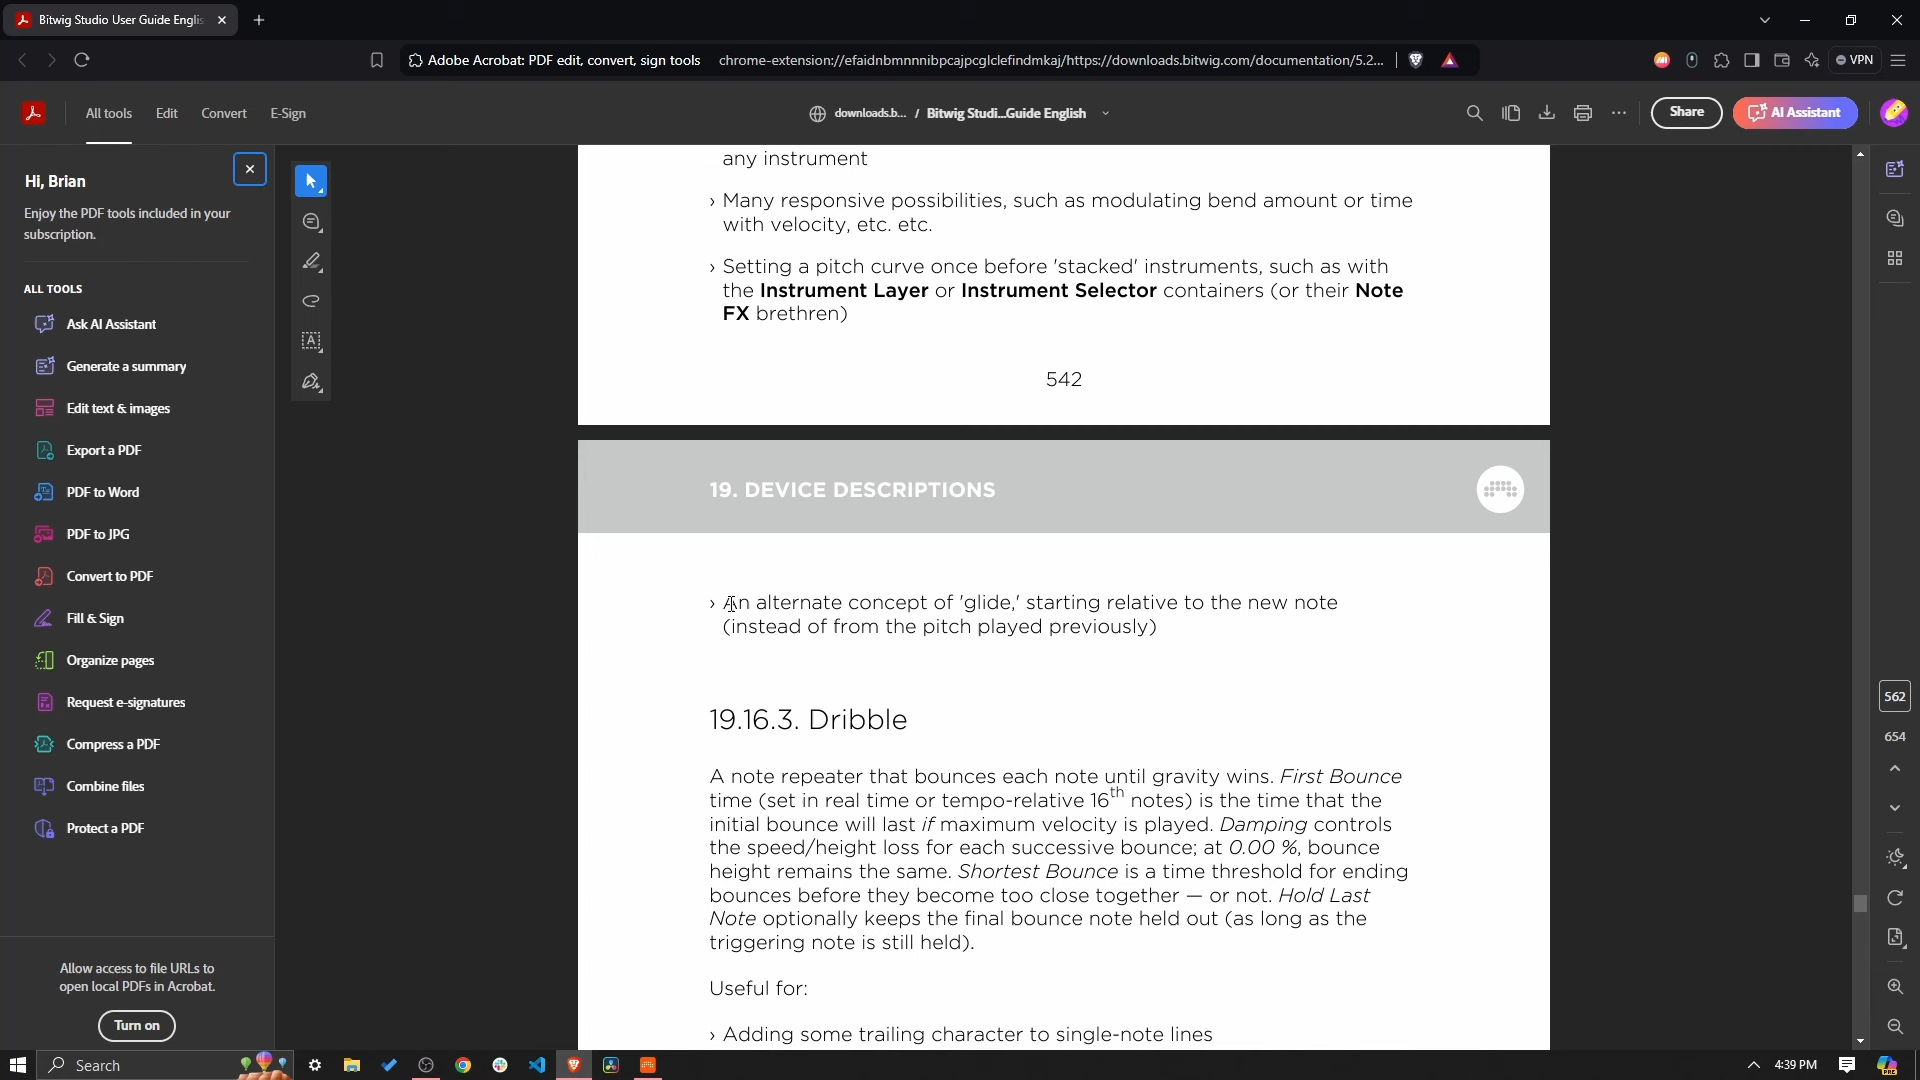 Bitwig Studio User Guide Englis
Adobe Acrobat: PDF edit, convert, sign tools
chrome-extension://efaidnbmnnnibpcajpcglclefindmkaj/https://downloads.bitwig.com/documentation/5.2...
VPN
All tools
Edit
Convert
E-Sign
downloads.b... / Bitwig Studi...Guide English
Share
AI Assistant
Hi, Brian
Enjoy the PDF tools included in your
subscription.
ALL TOOLS
Ask AI Assistant
Generate a summary
Edit text & images
Export a PDF
PDF to Word
PDF to JPG
Convert to PDF
Fill & Sign
Organize pages
Request e-signatures
Compress a PDF
Combine files
Protect a PDF
Allow access to file URLs to
open local PDFs in Acrobat.
Turn on
any instrument
› Many responsive possibilities, such as modulating bend amount or time
with velocity, etc. etc.
› Setting a pitch curve once before 'stacked' instruments, such as with
the Instrument Layer or Instrument Selector containers (or their Note
FX brethren)
542
19. DEVICE DESCRIPTIONS
› An alternate concept of 'glide,' starting relative to the new note
(instead of from the pitch played previously)
19.16.3. Dribble
A note repeater that bounces each note until gravity wins. First Bounce
time (set in real time or tempo-relative 16th notes) is the time that the
initial bounce will last if maximum velocity is played. Damping controls
the speed/height loss for each successive bounce; at 0.00 %, bounce
height remains the same. Shortest Bounce is a time threshold for ending
bounces before they become too close together — or not. Hold Last
Note optionally keeps the final bounce note held out (as long as the
triggering note is still held).
Useful for:
› Adding some trailing character to single-note lines
562
654
Search
4:39 PM